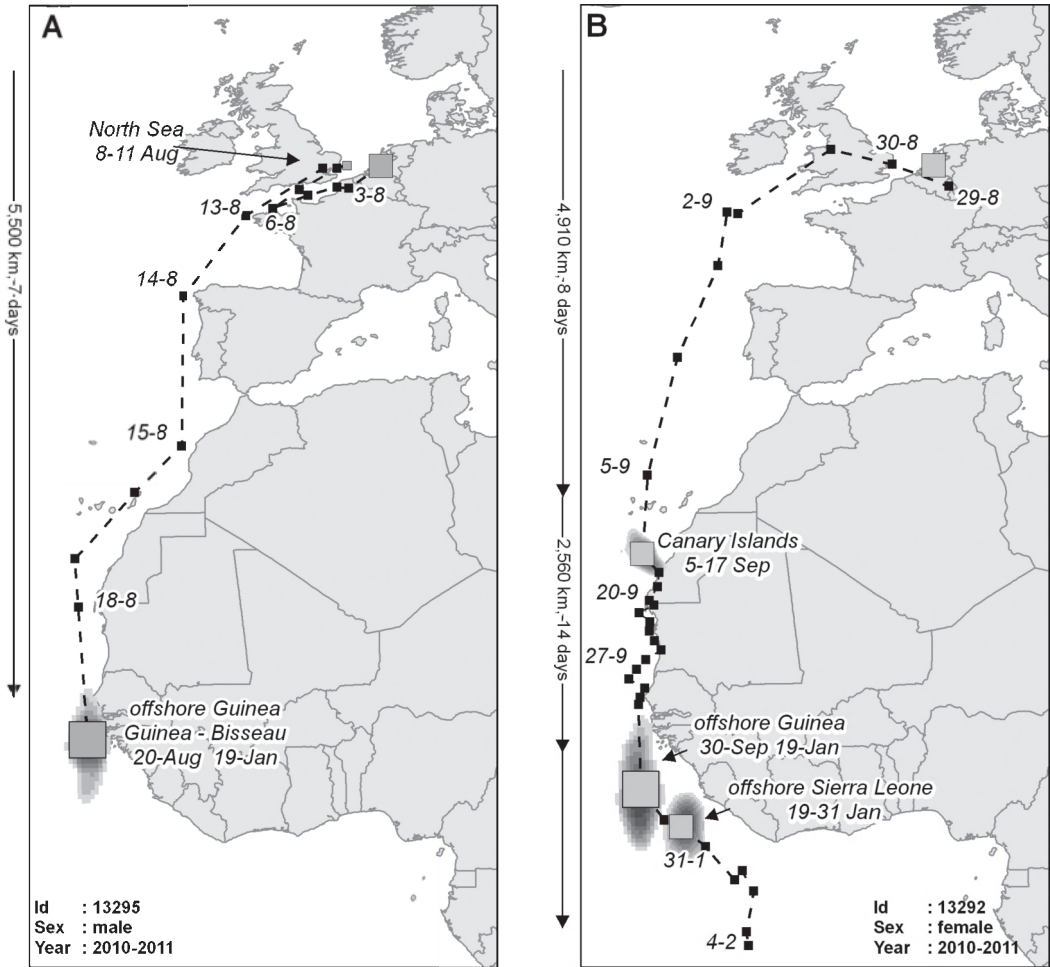 A
North Sea
8-11 Aug
3-8
13-8
6-8
14-8
15-8
18-8
offshore Guinea
Guinea - Bisseau
20-Aug 19-Jan
5,500 km,-7-days
Id : 13295
Sex : male
Year : 2010-2011
B
30-8
29-8
2-9
5-9
Canary Islands
5-17 Sep
20-9
27-9
offshore Guinea
30-Sep 19-Jan
offshore Sierra Leone
19-31 Jan
31-1
4-2
4,910 km,-8 days
2,560 km,-14 days
Id : 13292
Sex : female
Year : 2010-2011